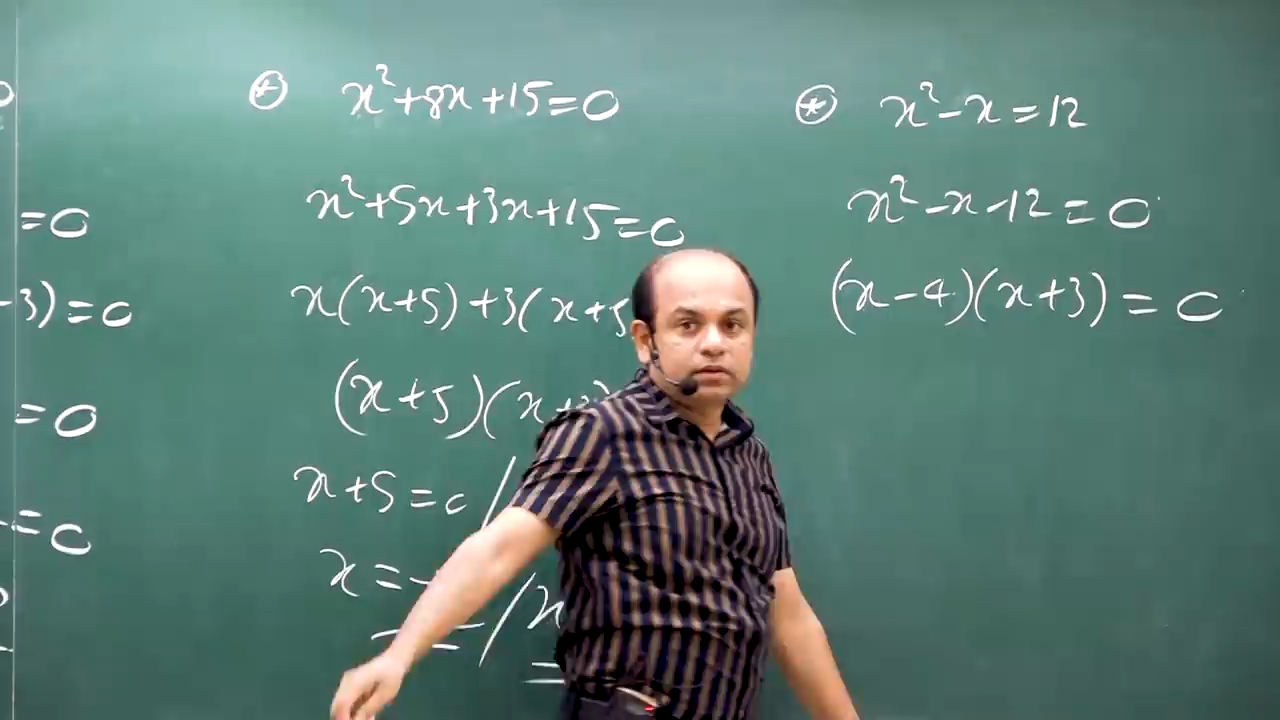 =0
-3)=0
=0
=0
⊛ x²+8x+15=0
x²+5x+3x+15=0
x(x+5)+3(x+5
(x+5)(x+
x+5=0 /
x= / x
⊛ x²-x=12
x²-x-12=0
(x-4)(x+3)=0